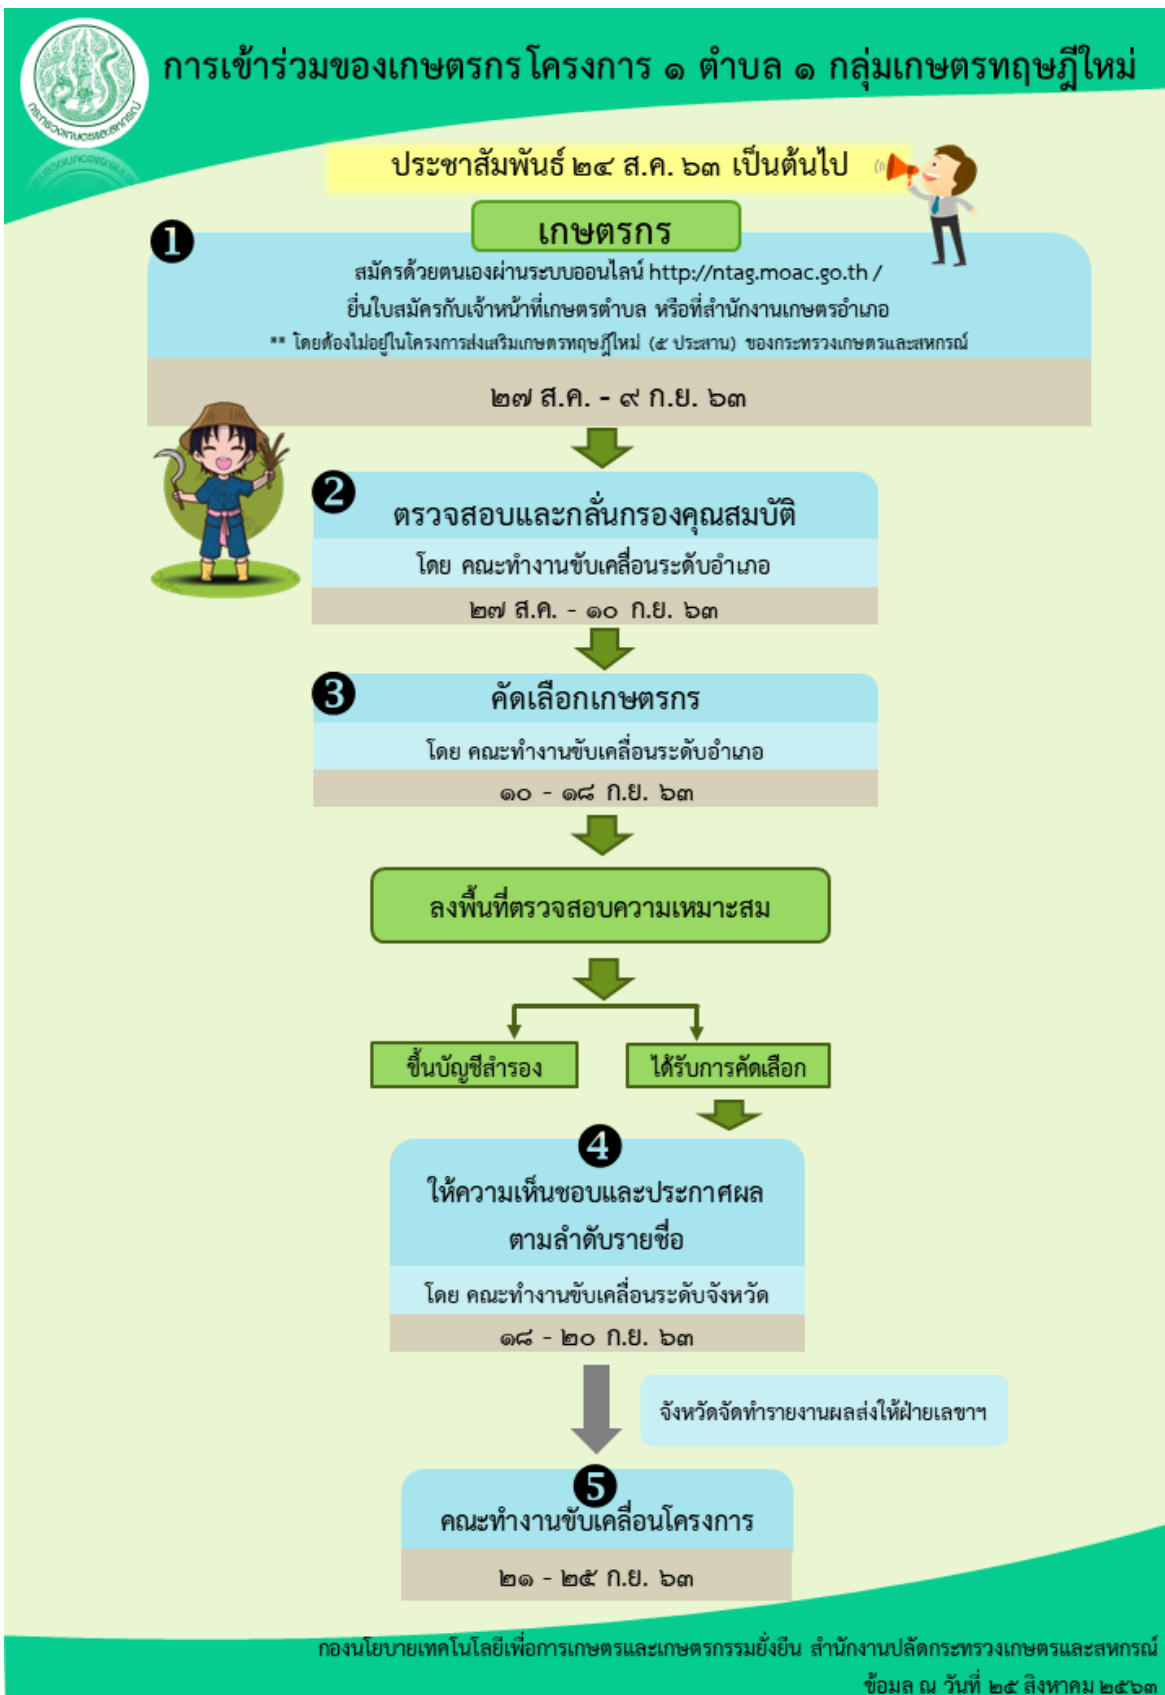 การเข้าร่วมของเกษตรกรโครงการ ๑ ตำบล ๑ กลุ่มเกษตรทฤษฎีใหม่
กระทรวงเกษตรและสหกรณ์
ประชาสัมพันธ์ ๒๔ ส.ค. ๖๓ เป็นต้นไป
1
เกษตรกร
สมัครด้วยตนเองผ่านระบบออนไลน์ http://ntag.moac.go.th /
ยื่นใบสมัครกับเจ้าหน้าที่เกษตรตำบล หรือที่สำนักงานเกษตรอำเภอ
** โดยต้องไม่อยู่ในโครงการส่งเสริมเกษตรทฤษฎีใหม่ (๕ ประสาน) ของกระทรวงเกษตรและสหกรณ์
๒๗ ส.ค. - ๙ ก.ย. ๖๓
2
ตรวจสอบและกลั่นกรองคุณสมบัติ
โดย คณะทำงานขับเคลื่อนระดับอำเภอ
๒๗ ส.ค. - ๑๐ ก.ย. ๖๓
3
คัดเลือกเกษตรกร
โดย คณะทำงานขับเคลื่อนระดับอำเภอ
๑๐ - ๑๘ ก.ย. ๖๓
ลงพื้นที่ตรวจสอบความเหมาะสม
ขึ้นบัญชีสำรอง
ได้รับการคัดเลือก
4
ให้ความเห็นชอบและประกาศผล
ตามลำดับรายชื่อ
โดย คณะทำงานขับเคลื่อนระดับจังหวัด
๑๘ - ๒๐ ก.ย. ๖๓
จังหวัดจัดทำรายงานผลส่งให้ฝ่ายเลขาฯ
5
คณะทำงานขับเคลื่อนโครงการ
๒๑ - ๒๕ ก.ย. ๖๓
กองนโยบายเทคโนโลยีเพื่อการเกษตรและเกษตรกรรมยั่งยืน สำนักงานปลัดกระทรวงเกษตรและสหกรณ์
ข้อมูล ณ วันที่ ๒๕ สิงหาคม ๒๕๖๓